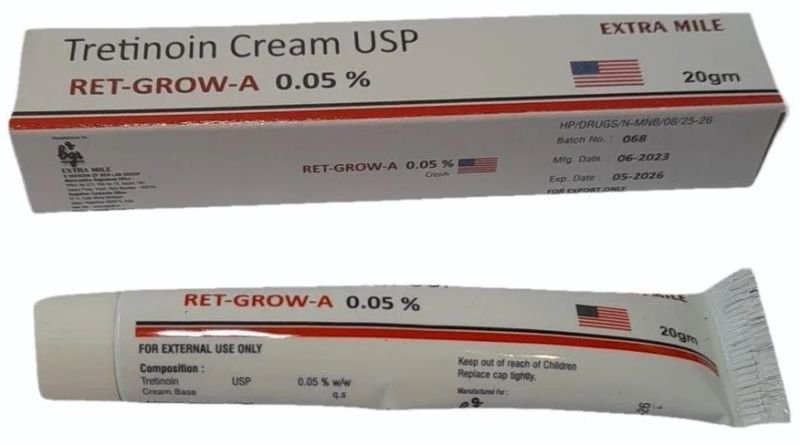 Tretinoin Cream USP
EXTRA MILE
RET-GROW-A 0.05 %
20gm
HP/DRUGS/N-MNB/08/25-26
Batch No. : 068
Mfg. Date : 06-2023
Exp. Date : 05-2026
FOR EXPORT ONLY
EXTRA MILE
RET-GROW-A 0.05 %
Cream
RET-GROW-A 0.05 %
20gm
FOR EXTERNAL USE ONLY
Composition :
Tretinoin USP 0.05 % w/w
Cream Base q.s
Keep out of reach of Children
Replace cap tightly.
Manufactured For :